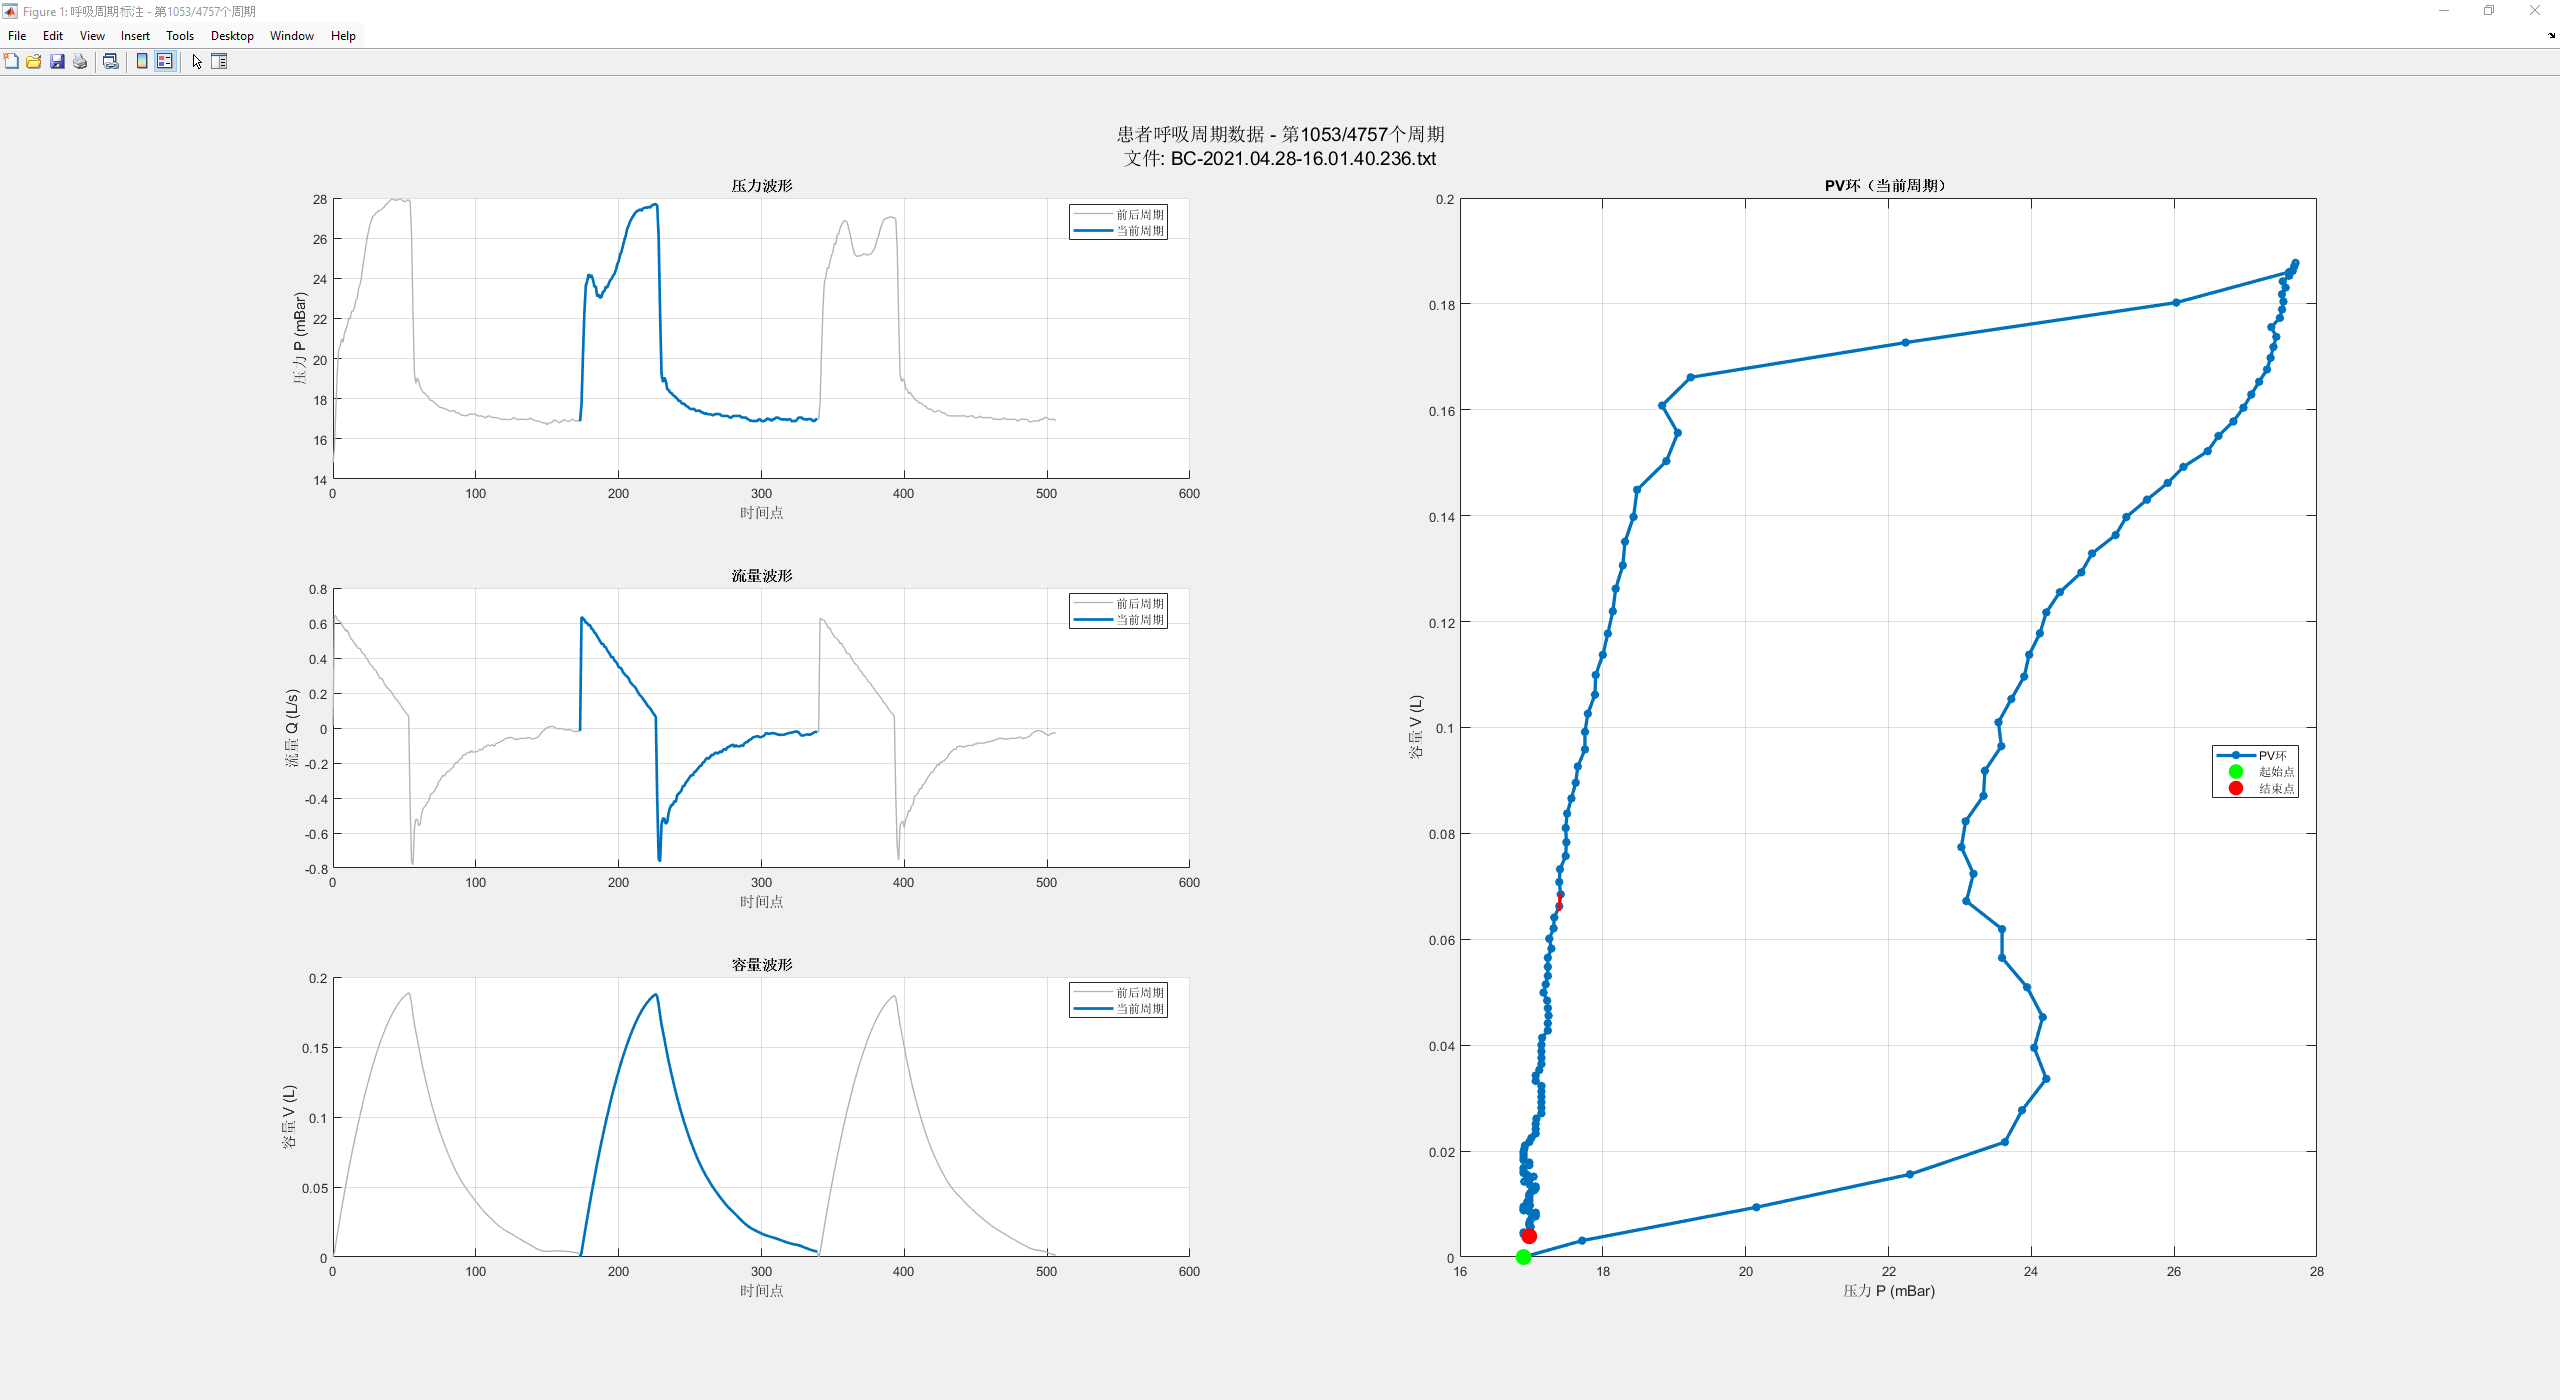 Figure 1: 呼吸周期标注 - 第1053/4757个周期
File Edit View Insert Tools Desktop Window Help
患者呼吸周期数据 - 第1053/4757个周期
文件: BC-2021.04.28-16.01.40.236.txt
压力波形
28
26
24
22
20
18
16
14
压力 P (mBar)
0 100 200 300 400 500 600
时间点
前后周期
当前周期
流量波形
0.8
0.6
0.4
0.2
0
-0.2
-0.4
-0.6
-0.8
流量 Q (L/s)
0 100 200 300 400 500 600
时间点
前后周期
当前周期
容量波形
0.2
0.15
0.1
0.05
0
容量 V (L)
0 100 200 300 400 500 600
时间点
前后周期
当前周期
PV环（当前周期）
0.2
0.18
0.16
0.14
0.12
0.1
0.08
0.06
0.04
0.02
0
容量 V (L)
16 18 20 22 24 26 28
压力 P (mBar)
PV环
起始点
结束点